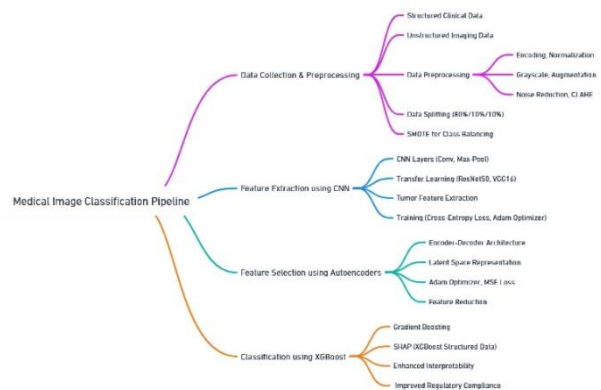 Medical Image Classification Pipeline
Data Collection & Preprocessing
Structured Clinical Data
Unstructured Imaging Data
Data Preprocessing
Encoding, Normalization
Grayscale, Augmentation
Noise Reduction, CLAHE
Data Splitting (80%/10%/10%)
SMOTE for Class Balancing
Feature Extraction using CNN
CNN Layers (Conv, Max-Pool)
Transfer Learning (ResNet50, VGG16)
Tumor Feature Extraction
Training (Cross-Entropy Loss, Adam Optimizer)
Feature Selection using Autoencoders
Encoder-Decoder Architecture
Latent Space Representation
Adam Optimizer, MSE Loss
Feature Reduction
Classification using XGBoost
Gradient Boosting
SHAP (XGBoost Structured Data)
Enhanced Interpretability
Improved Regulatory Compliance